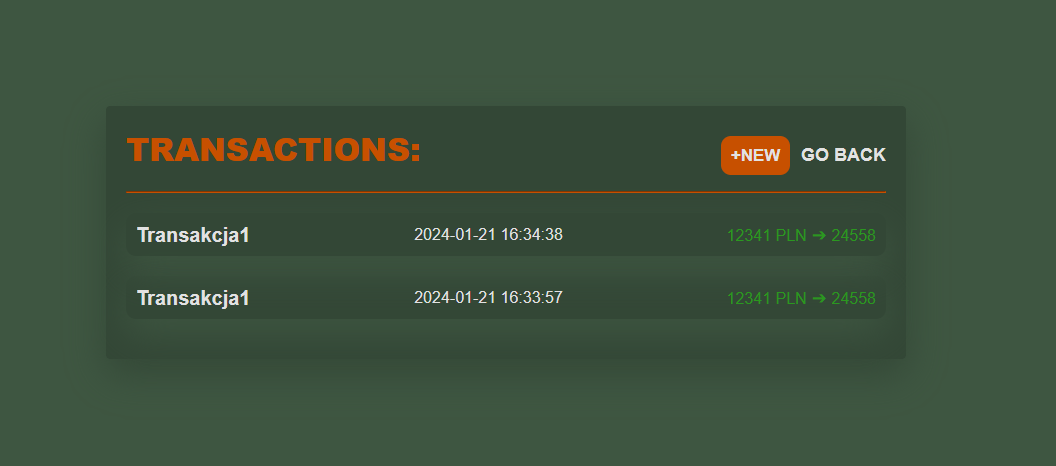 TRANSACTIONS:
+NEW GO BACK
Transakcja1 2024-01-21 16:34:38 12341 PLN ➔ 24558
Transakcja1 2024-01-21 16:33:57 12341 PLN ➔ 24558